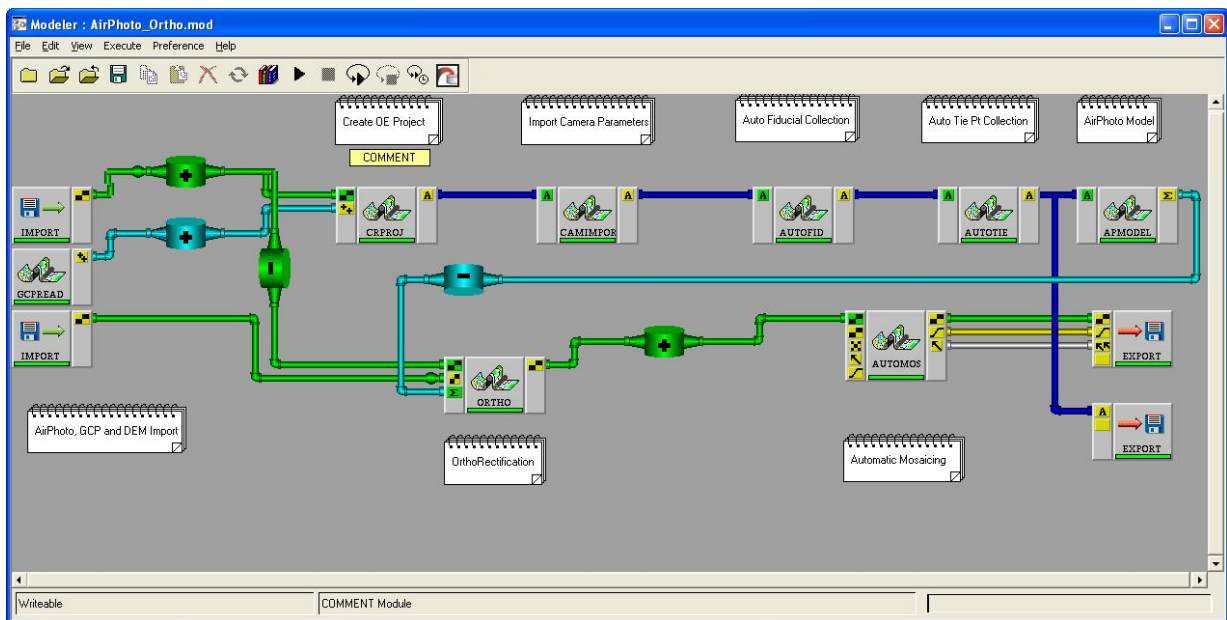 Modeler : AirPhoto_Ortho.mod
File Edit View Execute Preference Help
Create OE Project
Import Camera Parameters
Auto Fiducial Collection
Auto Tie Pt Collection
AirPhoto Model
COMMENT
IMPORT
A
CRPROJ
A
A
CAMIMPOR
A
A
AUTOFID
A
A
AUTOTIE
A
A
APMODEL
Σ
GCPREAD
IMPORT
Σ
ORTHO
AUTOMOS
EXPORT
A
EXPORT
AirPhoto, GCP and DEM Import
OrthoRectification
Automatic Mosaicing
Writeable
COMMENT Module